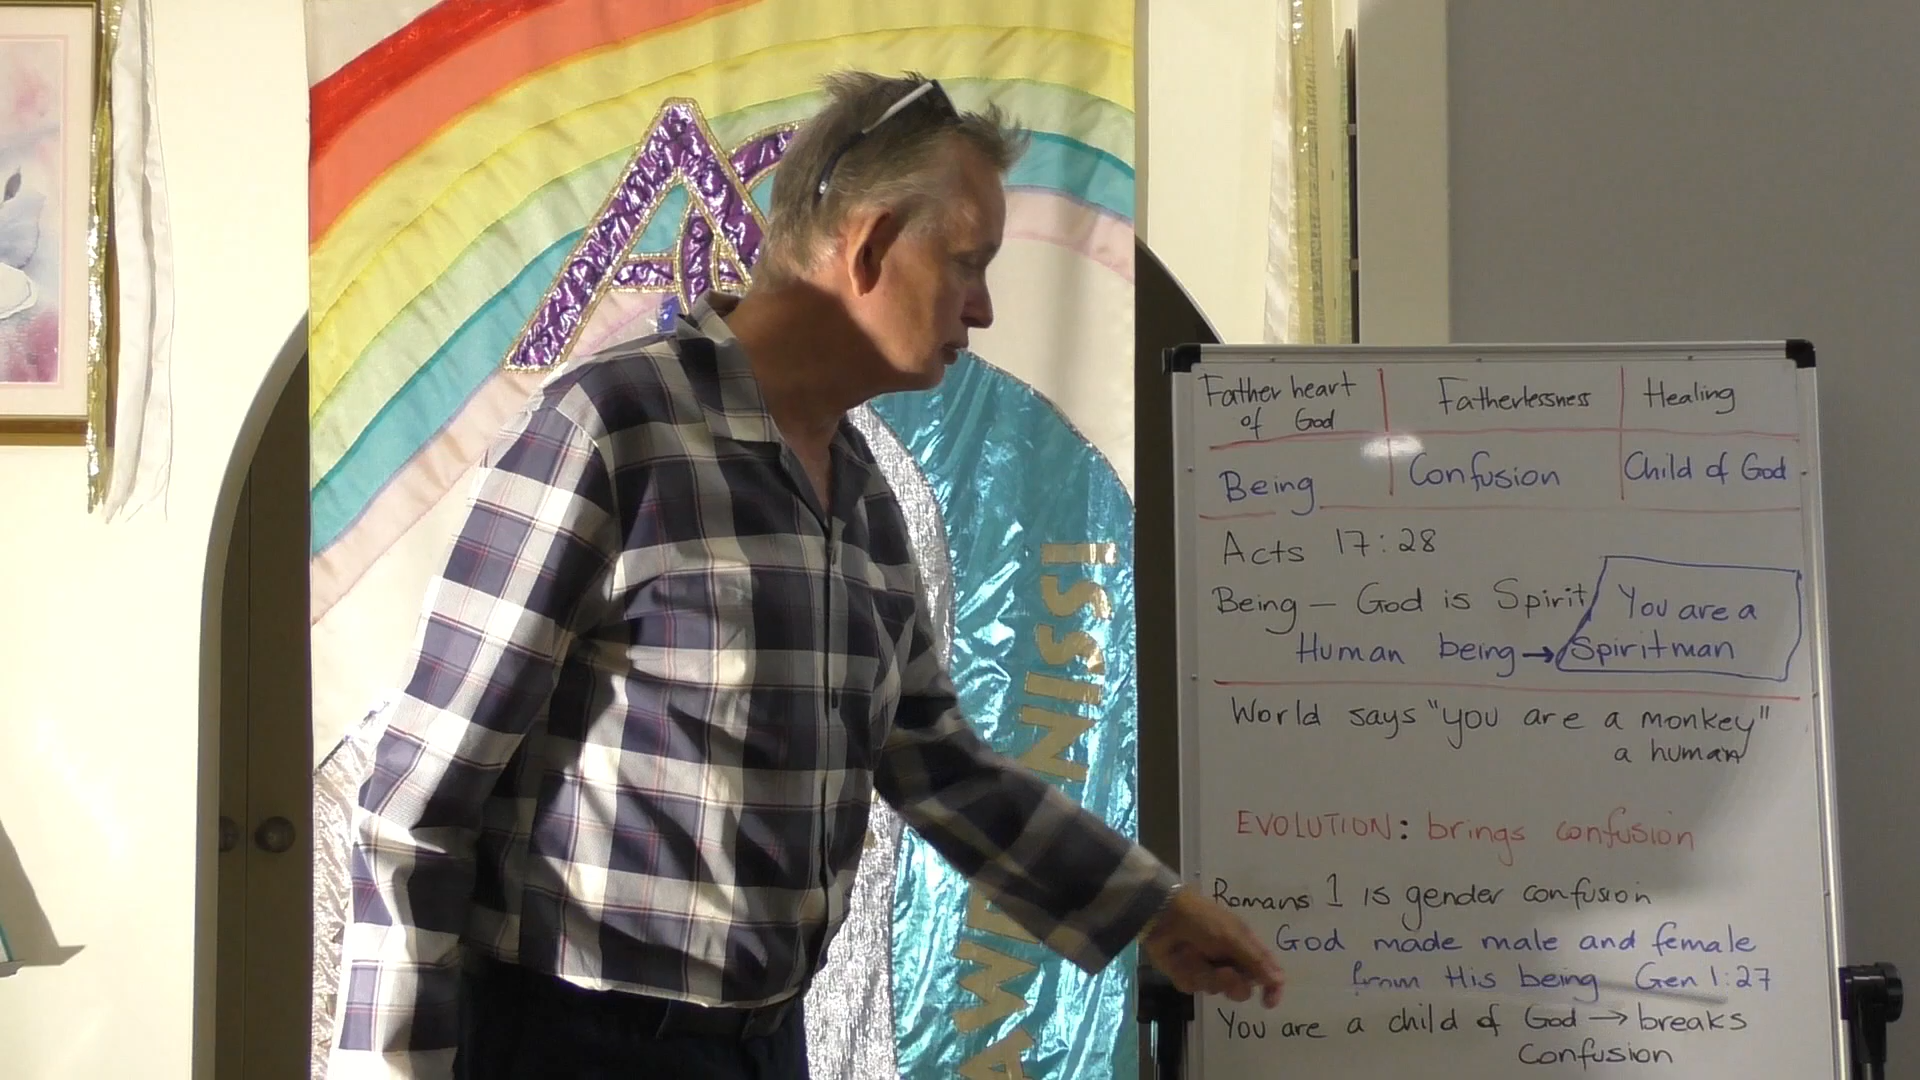 Father heart of God
Fatherlessness
Healing
Being
Confusion
Child of God
Acts 17:28
Being — God is Spirit
Human being → You are a Spiritman
World says "you are a monkey"
a human
EVOLUTION: brings confusion
Romans 1 is gender confusion
God made male and female
from His being Gen 1:27
You are a child of God → breaks
Confusion